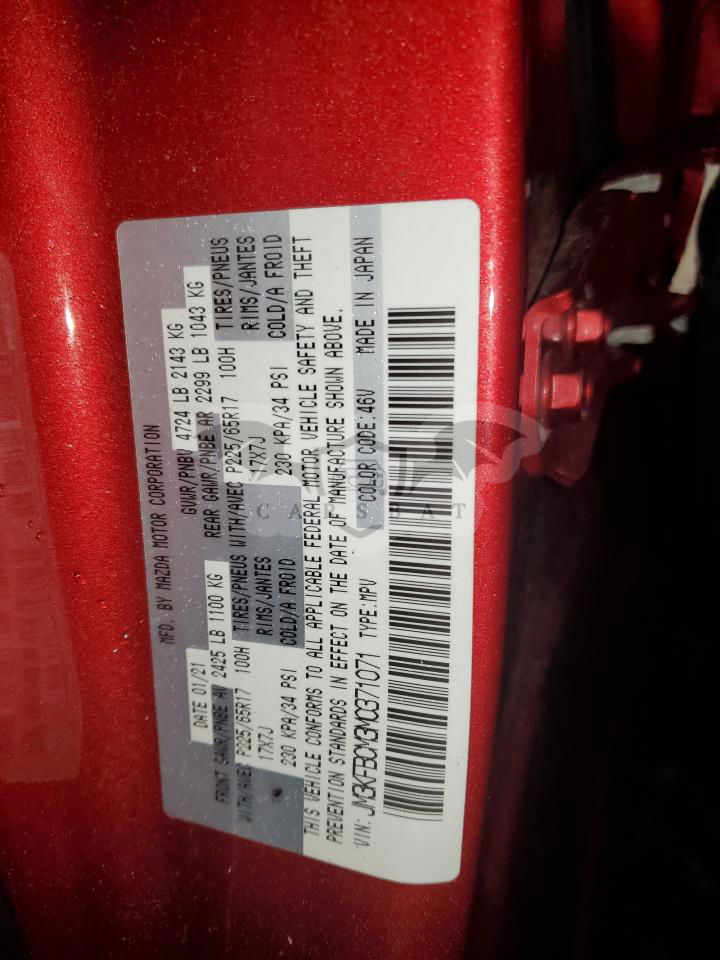 MFD. BY MAZDA MOTOR CORPORATION
DATE 01/21 GVWR/PNBV 4724 LB 2143 KG
FRONT GAWR/PNBE AV 2425 LB 1100 KG REAR GAWR/PNBE AR 2299 LB 1043 KG
WITH/AVEC P225/65R17 100H TIRES/PNEUS WITH/AVEC P225/65R17 100H TIRES/PNEUS
17X7J RIMS/JANTES 17X7J RIMS/JANTES
230 KPA/34 PSI COLD/A FROID 230 KPA/34 PSI COLD/A FROID
THIS VEHICLE CONFORMS TO ALL APPLICABLE FEDERAL MOTOR VEHICLE SAFETY AND THEFT
PREVENTION STANDARDS IN EFFECT ON THE DATE OF MANUFACTURE SHOWN ABOVE.
VIN: JM3KFBCM3M0371071 TYPE:MPV COLOR CODE:46V MADE IN JAPAN
CARSBAT